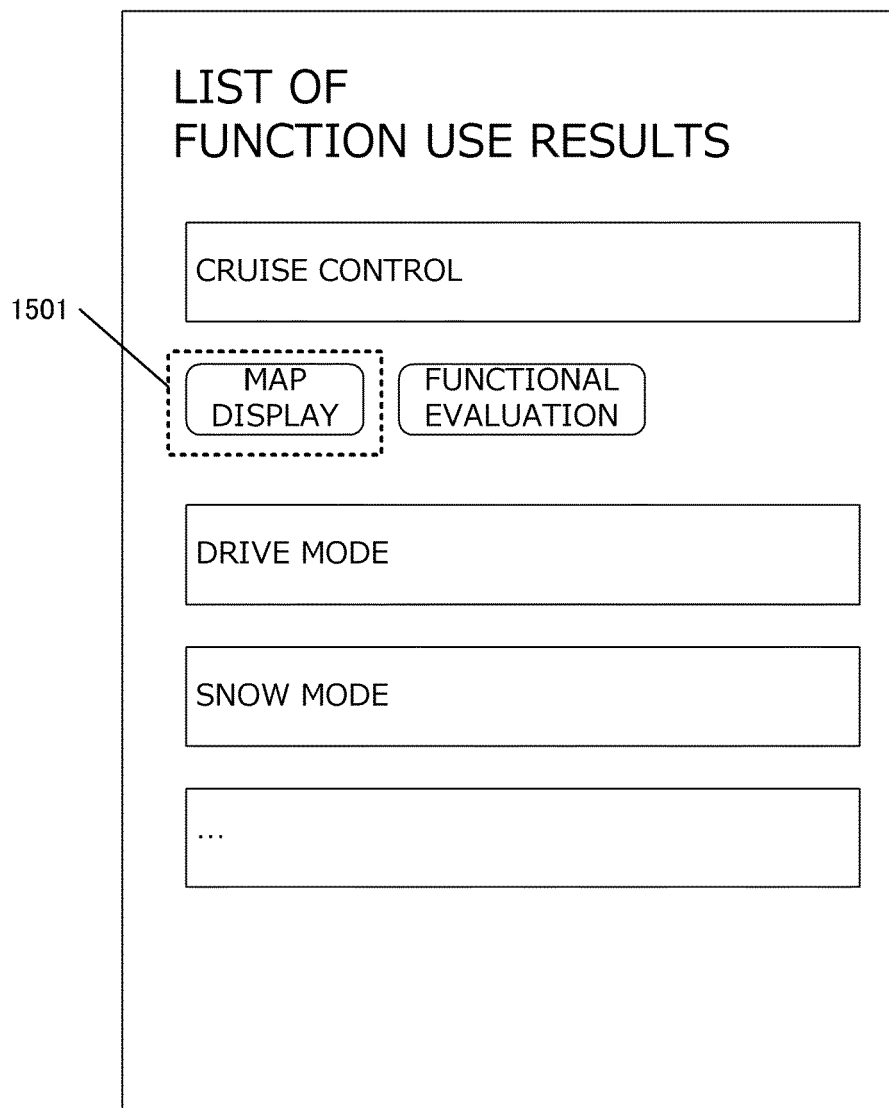 LIST OF
FUNCTION USE RESULTS
CRUISE CONTROL
1501
MAP
DISPLAY
FUNCTIONAL
EVALUATION
DRIVE MODE
SNOW MODE
...